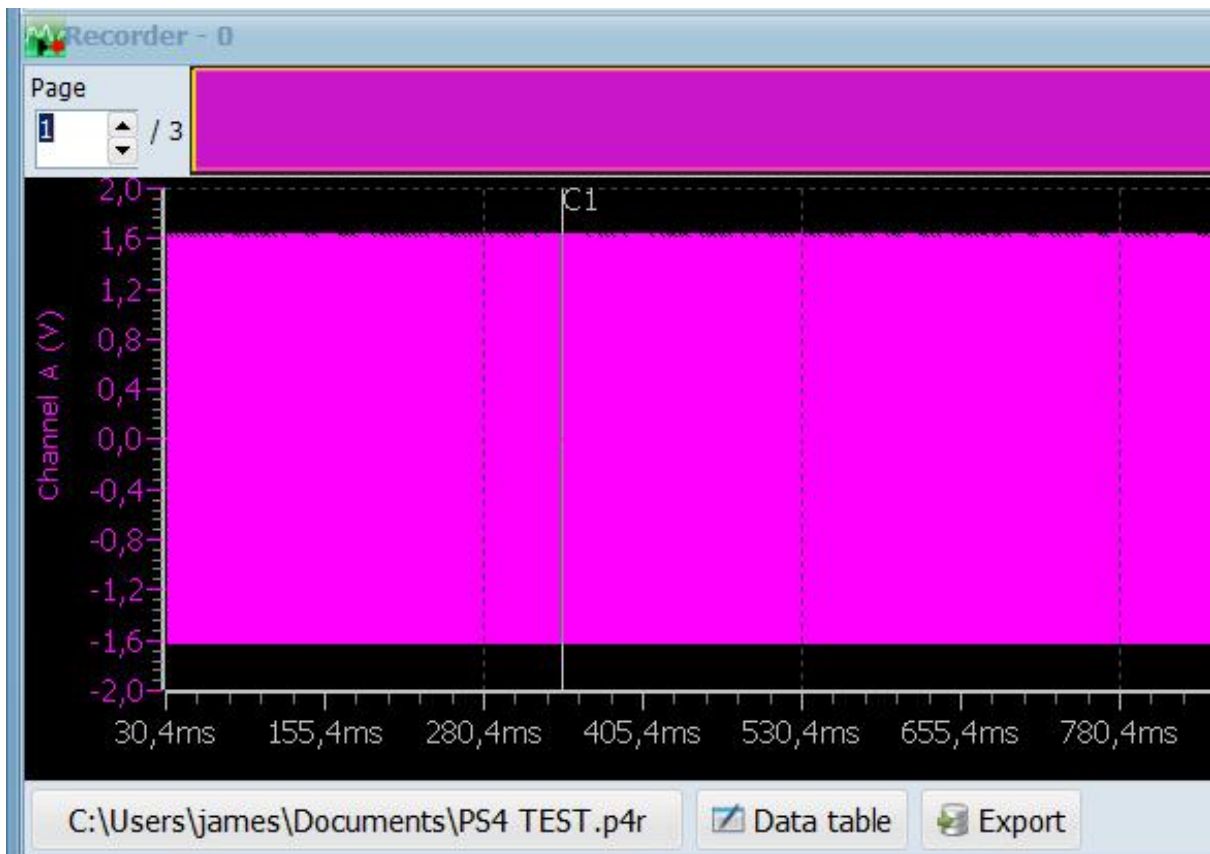 Recorder - 0
Page
1 / 3
C1
Channel A (V)
2,0
1,6
1,2
0,8
0,4
0,0
-0,4
-0,8
-1,2
-1,6
-2,0
30,4ms 155,4ms 280,4ms 405,4ms 530,4ms 655,4ms 780,4ms
C:\Users\james\Documents\PS4 TEST.p4r Data table Export